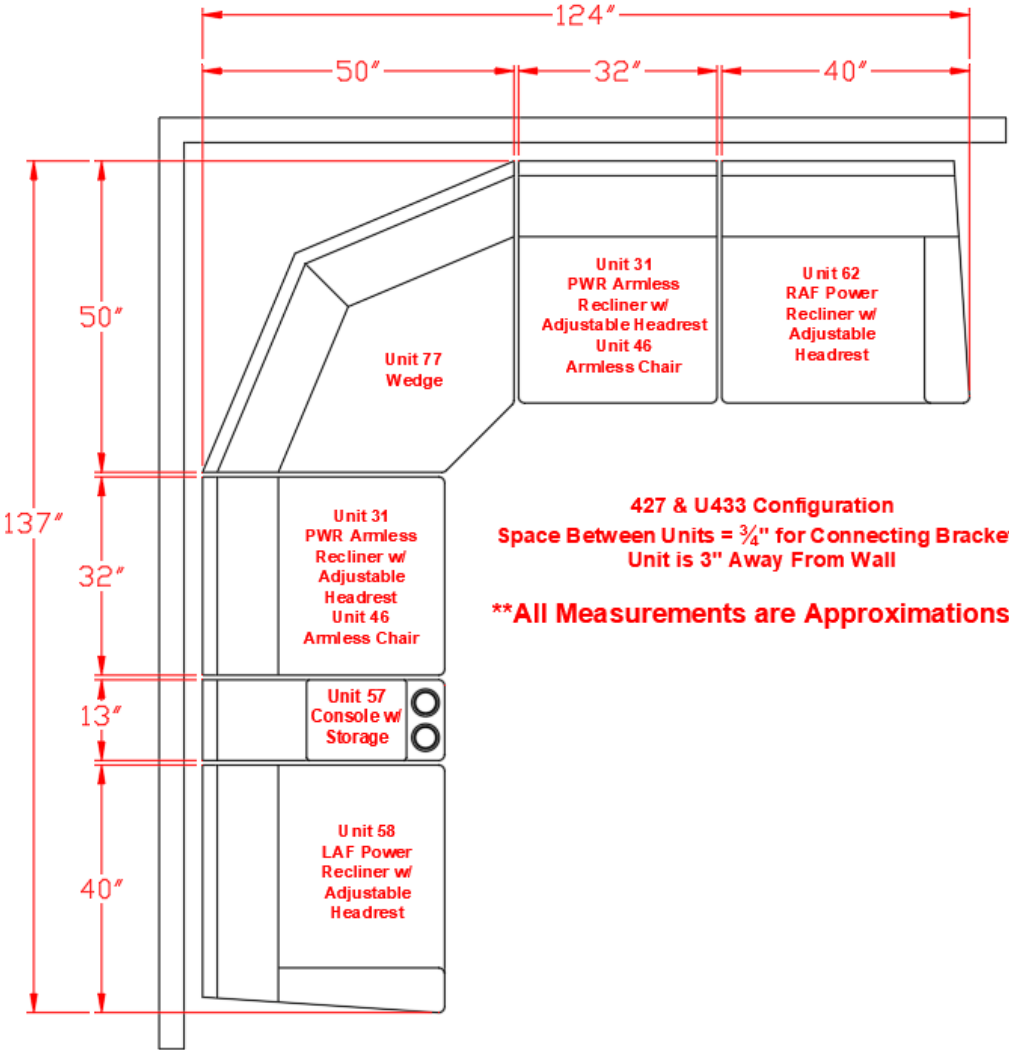 124"
50"
32"
40"
50"
137"
32"
13"
40"
Unit 77
Wedge
Unit 31
PWR Armless
Recliner w/
Adjustable Headrest
Unit 46
Armless Chair
Unit 62
RAF Power
Recliner w/
Adjustable
Headrest
Unit 31
PWR Armless
Recliner w/
Adjustable
Headrest
Unit 46
Armless Chair
Unit 57
Console w/
Storage
Unit 58
LAF Power
Recliner w/
Adjustable
Headrest
427 & U433 Configuration
Space Between Units = ¾" for Connecting Bracke
Unit is 3" Away From Wall
**All Measurements are Approximations